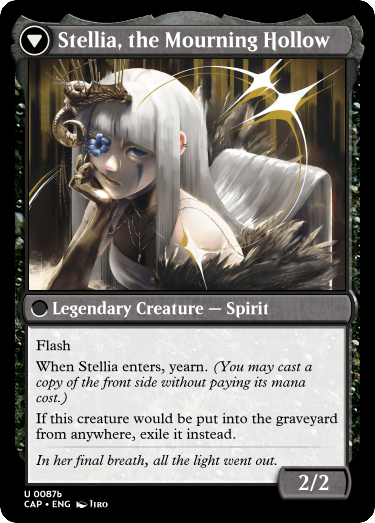 Stellia, the Mourning Hollow
Legendary Creature — Spirit
Flash
When Stellia enters, yearn. (You may cast a
copy of the front side without paying its mana
cost.)
If this creature would be put into the graveyard
from anywhere, exile it instead.
In her final breath, all the light went out.
2/2
U 0087b
CAP • ENG JIRO